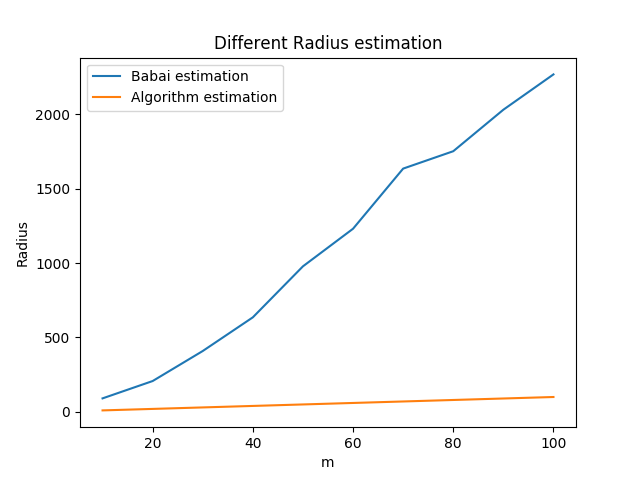 Different Radius estimation
Babai estimation
Algorithm estimation
Radius
2000
1500
1000
500
0
20 40 60 80 100
m